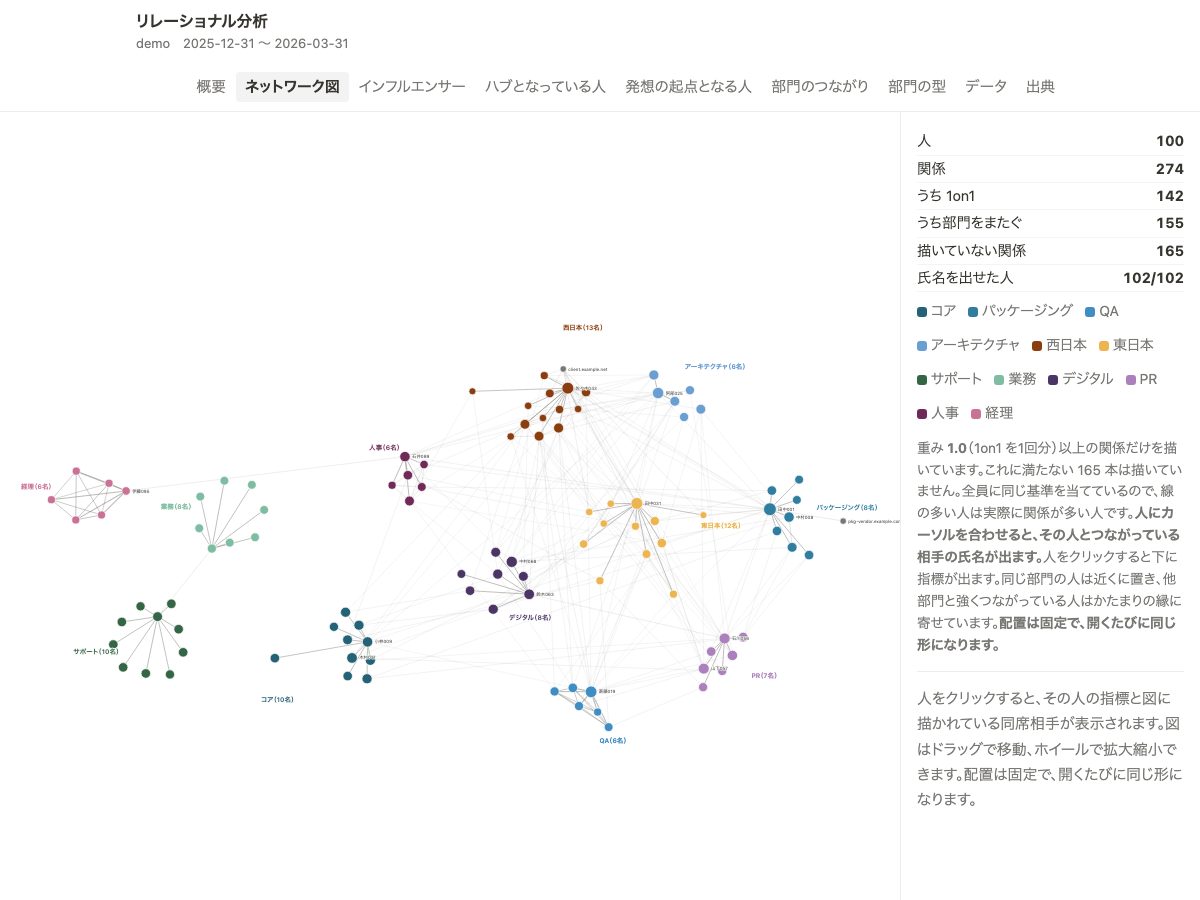 リレーショナル分析
demo 2025-12-31 〜 2026-03-31
概要 ネットワーク図 インフルエンサー ハブとなっている人 発想の起点となる人 部門のつながり 部門の型 データ 出典
人 100
関係 274
うち 1on1 142
うち部門をまたぐ 155
描いていない関係 165
氏名を出せた人 102/102
コア パッケージング QA
アーキテクチャ 西日本 東日本
サポート 業務 デジタル PR
人事 経理
重み 1.0(1on1 を1回分)以上の関係だけを描
いています。これに満たない 165 本は描いてい
ません。全員に同じ基準を当てているので、線
の多い人は実際に関係が多い人です。人にカ
ーソルを合わせると、その人とつながっている
相手の氏名が出ます。人をクリックすると下に
指標が出ます。同じ部門の人は近くに置き、他
部門と強くつながっている人はかたまりの縁に
寄せています。配置は固定で、開くたびに同じ
形になります。
人をクリックすると、その人の指標と図に
描かれている同席相手が表示されます。図
はドラッグで移動、ホイールで拡大縮小で
きます。配置は固定で、開くたびに同じ形に
なります。
西日本(13名)
client.example.net
アーキテクチャ(6名)
人事(6名)
経理(6名)
業務(8名)
パッケージング(8名)
田中031
東日本(12名)
田中001
中村028
pkg-vendor.example.cor
デジタル(8名)
サポート(10名)
PR(7名)
コア(10名)
QA(6名)